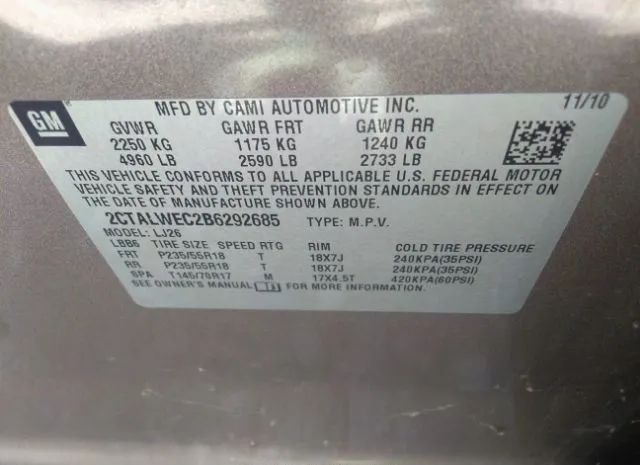 GM
MFD BY CAMI AUTOMOTIVE INC. 11/10
GVWR GAWR FRT GAWR RR
2250 KG 1175 KG 1240 KG
4960 LB 2590 LB 2733 LB
THIS VEHICLE CONFORMS TO ALL APPLICABLE U.S. FEDERAL MOTOR
VEHICLE SAFETY AND THEFT PREVENTION STANDARDS IN EFFECT ON
THE DATE OF MANUFACTURE SHOWN ABOVE.
2CTALWEC2B6292685 TYPE: M.P.V.
MODEL: LJ26
LBB6 TIRE SIZE SPEED RTG RIM COLD TIRE PRESSURE
FRT P235/55R18 T 18X7J 240KPA(35PSI)
RR P235/55R18 T 18X7J 240KPA(35PSI)
SPA T145/70R17 M 17X4.5T 420KPA(60PSI)
SEE OWNER'S MANUAL FOR MORE INFORMATION.